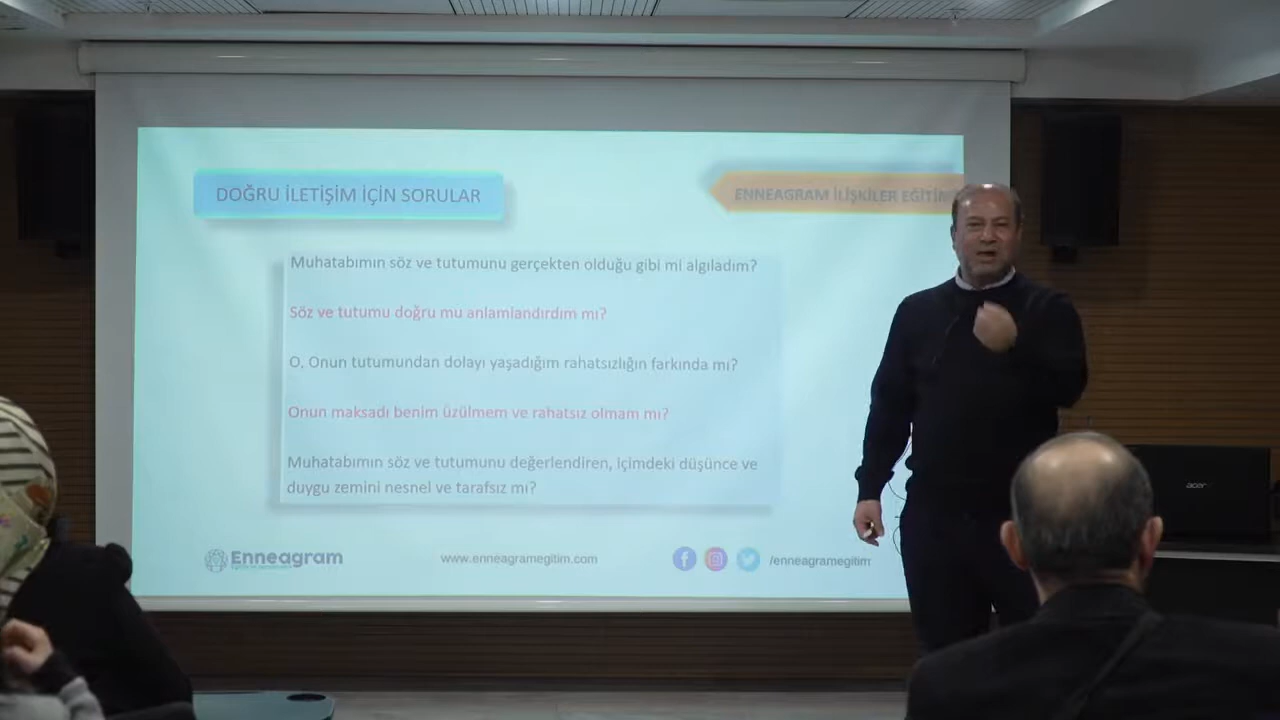 DOĞRU İLETİŞİM İÇİN SORULAR
ENNEAGRAM İLİŞKİLER EĞİTİM
Muhatabımın söz ve tutumunu gerçekten olduğu gibi mi algıladım?
Söz ve tutumu doğru mu anlamlandırdım mı?
O, Onun tutumundan dolayı yaşadığım rahatsızlığın farkında mı?
Onun maksadı benim üzülmem ve rahatsız olmam mı?
Muhatabımın söz ve tutumunu değerlendiren, içimdeki düşünce ve
duygu zemini nesnel ve tarafsız mı?
Enneagram
www.enneagramegitim.com
/enneagramegitim
acer